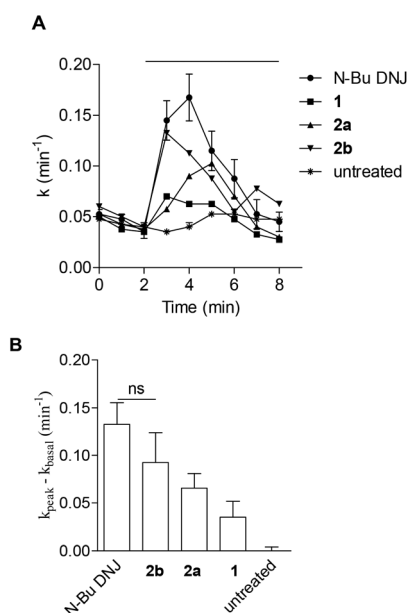 A
0.20
0.15
0.10
0.05
0.00
k (min-1)
0 2 4 6 8
Time (min)
N-Bu DNJ
1
2a
2b
untreated
B
0.20
0.15
0.10
0.05
0.00
kpeak - kbasal (min-1)
ns
N-Bu DNJ
2b
2a
1
untreated